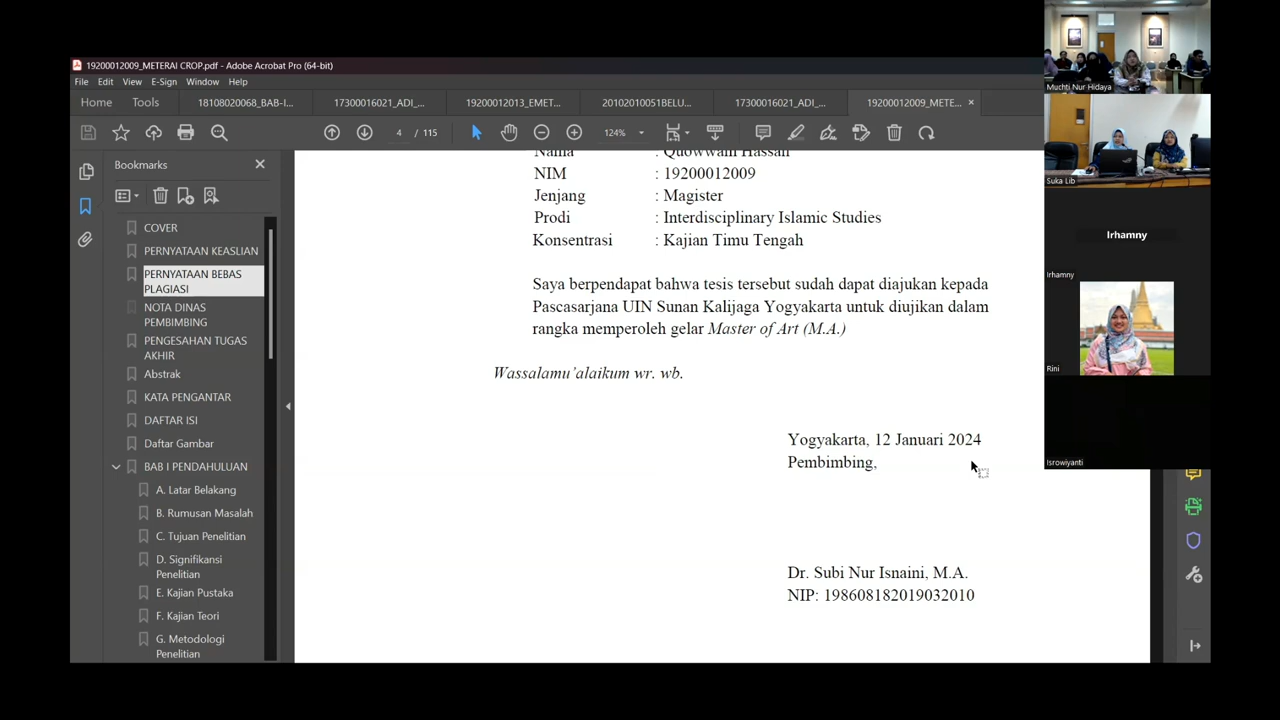 19200012009_METERAI CROP.pdf - Adobe Acrobat Pro (64-bit)
File Edit View E-Sign Window Help
Home Tools 18108020068_BAB-I... 17300016021_ADI_... 19200012013_EMET... 20102010051BELU... 17300016021_ADI_... 19200012009_METE... ×
4 / 115 124%
Bookmarks
COVER
PERNYATAAN KEASLIAN
PERNYATAAN BEBAS
PLAGIASI
NOTA DINAS
PEMBIMBING
PENGESAHAN TUGAS
AKHIR
Abstrak
KATA PENGANTAR
DAFTAR ISI
Daftar Gambar
BAB I PENDAHULUAN
A. Latar Belakang
B. Rumusan Masalah
C. Tujuan Penelitian
D. Signifikansi
Penelitian
E. Kajian Pustaka
F. Kajian Teori
G. Metodologi
Penelitian
Nama : Quowwam Hassan
NIM : 19200012009
Jenjang : Magister
Prodi : Interdisciplinary Islamic Studies
Konsentrasi : Kajian Timu Tengah
Saya berpendapat bahwa tesis tersebut sudah dapat diajukan kepada
Pascasarjana UIN Sunan Kalijaga Yogyakarta untuk diujikan dalam
rangka memperoleh gelar Master of Art (M.A.)
Wassalamu’alaikum wr. wb.
Yogyakarta, 12 Januari 2024
Pembimbing,
Dr. Subi Nur Isnaini, M.A.
NIP: 198608182019032010
Muchti Nur Hidaya
Suka Lib
Irhamny
Irhamny
Rini
Isrowiyanti